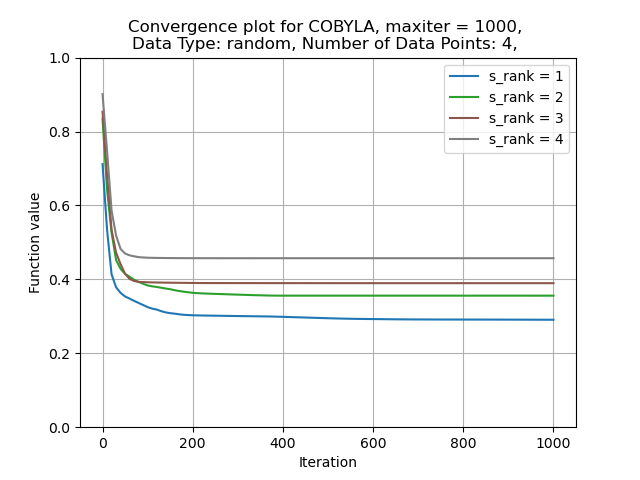 Convergence plot for COBYLA, maxiter = 1000,
Data Type: random, Number of Data Points: 4,
1.0
0.8
0.6
0.4
0.2
0.0
Function value
s_rank = 1
s_rank = 2
s_rank = 3
s_rank = 4
0 200 400 600 800 1000
Iteration